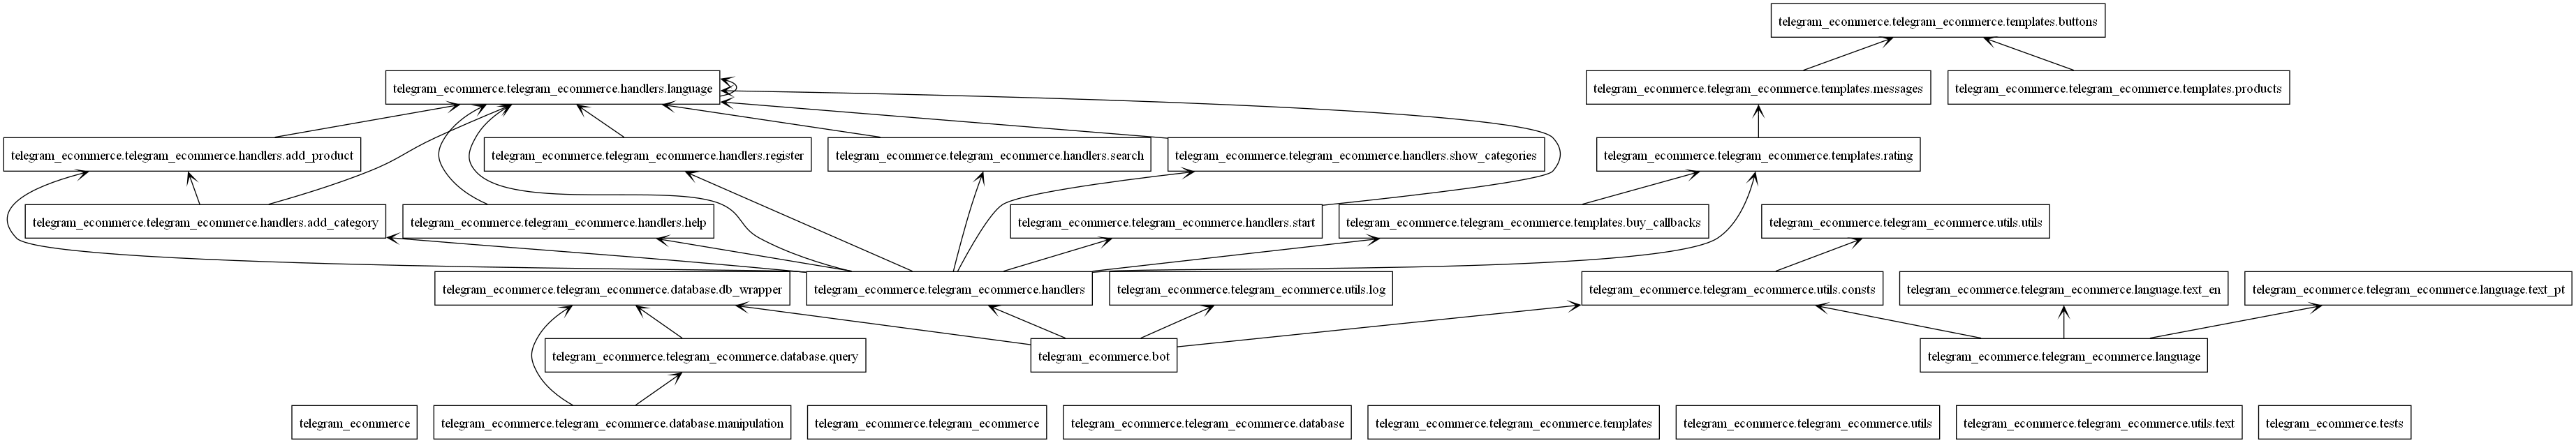 telegram_ecommerce.telegram_ecommerce.templates.buttons
telegram_ecommerce.telegram_ecommerce.handlers.language
telegram_ecommerce.telegram_ecommerce.templates.messages
telegram_ecommerce.telegram_ecommerce.templates.products
telegram_ecommerce.telegram_ecommerce.handlers.add_product
telegram_ecommerce.telegram_ecommerce.handlers.register
telegram_ecommerce.telegram_ecommerce.handlers.search
telegram_ecommerce.telegram_ecommerce.handlers.show_categories
telegram_ecommerce.telegram_ecommerce.templates.rating
telegram_ecommerce.telegram_ecommerce.handlers.add_category
telegram_ecommerce.telegram_ecommerce.handlers.help
telegram_ecommerce.telegram_ecommerce.handlers.start
telegram_ecommerce.telegram_ecommerce.templates.buy_callbacks
telegram_ecommerce.telegram_ecommerce.utils.utils
telegram_ecommerce.telegram_ecommerce.database.db_wrapper
telegram_ecommerce.telegram_ecommerce.handlers
telegram_ecommerce.telegram_ecommerce.utils.log
telegram_ecommerce.telegram_ecommerce.utils.consts
telegram_ecommerce.telegram_ecommerce.language.text_en
telegram_ecommerce.telegram_ecommerce.language.text_pt
telegram_ecommerce.telegram_ecommerce.database.query
telegram_ecommerce.bot
telegram_ecommerce.telegram_ecommerce.language
telegram_ecommerce
telegram_ecommerce.telegram_ecommerce.database.manipulation
telegram_ecommerce.telegram_ecommerce
telegram_ecommerce.telegram_ecommerce.database
telegram_ecommerce.telegram_ecommerce.templates
telegram_ecommerce.telegram_ecommerce.utils
telegram_ecommerce.telegram_ecommerce.utils.text
telegram_ecommerce.tests